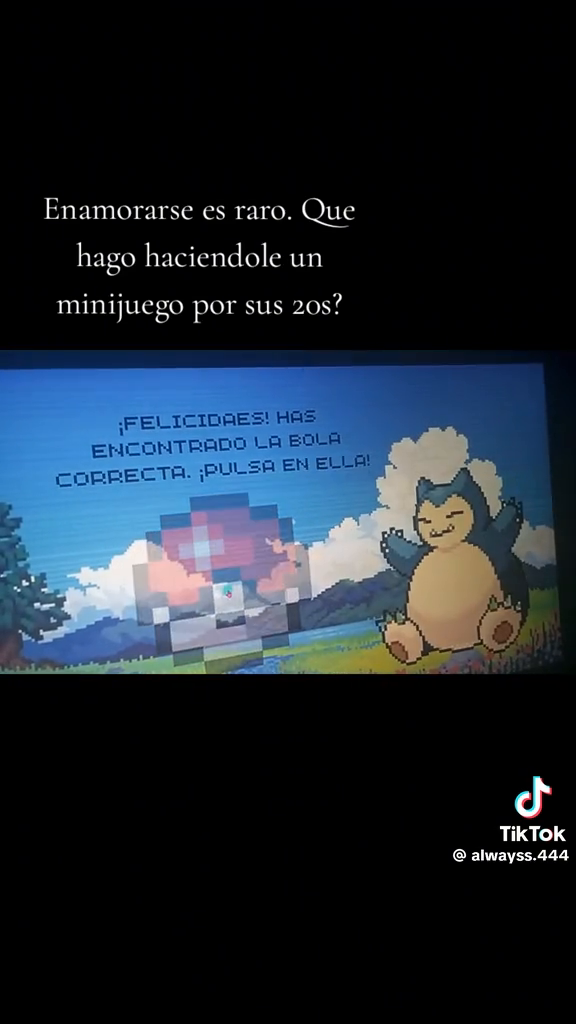 Enamorarse es raro. Que
hago haciendole un
minijuego por sus 20s?
¡FELICIDAES! HAS
ENCONTRADO LA BOLA
CORRECTA. ¡PULSA EN ELLA!
TikTok
@ alwayss.444